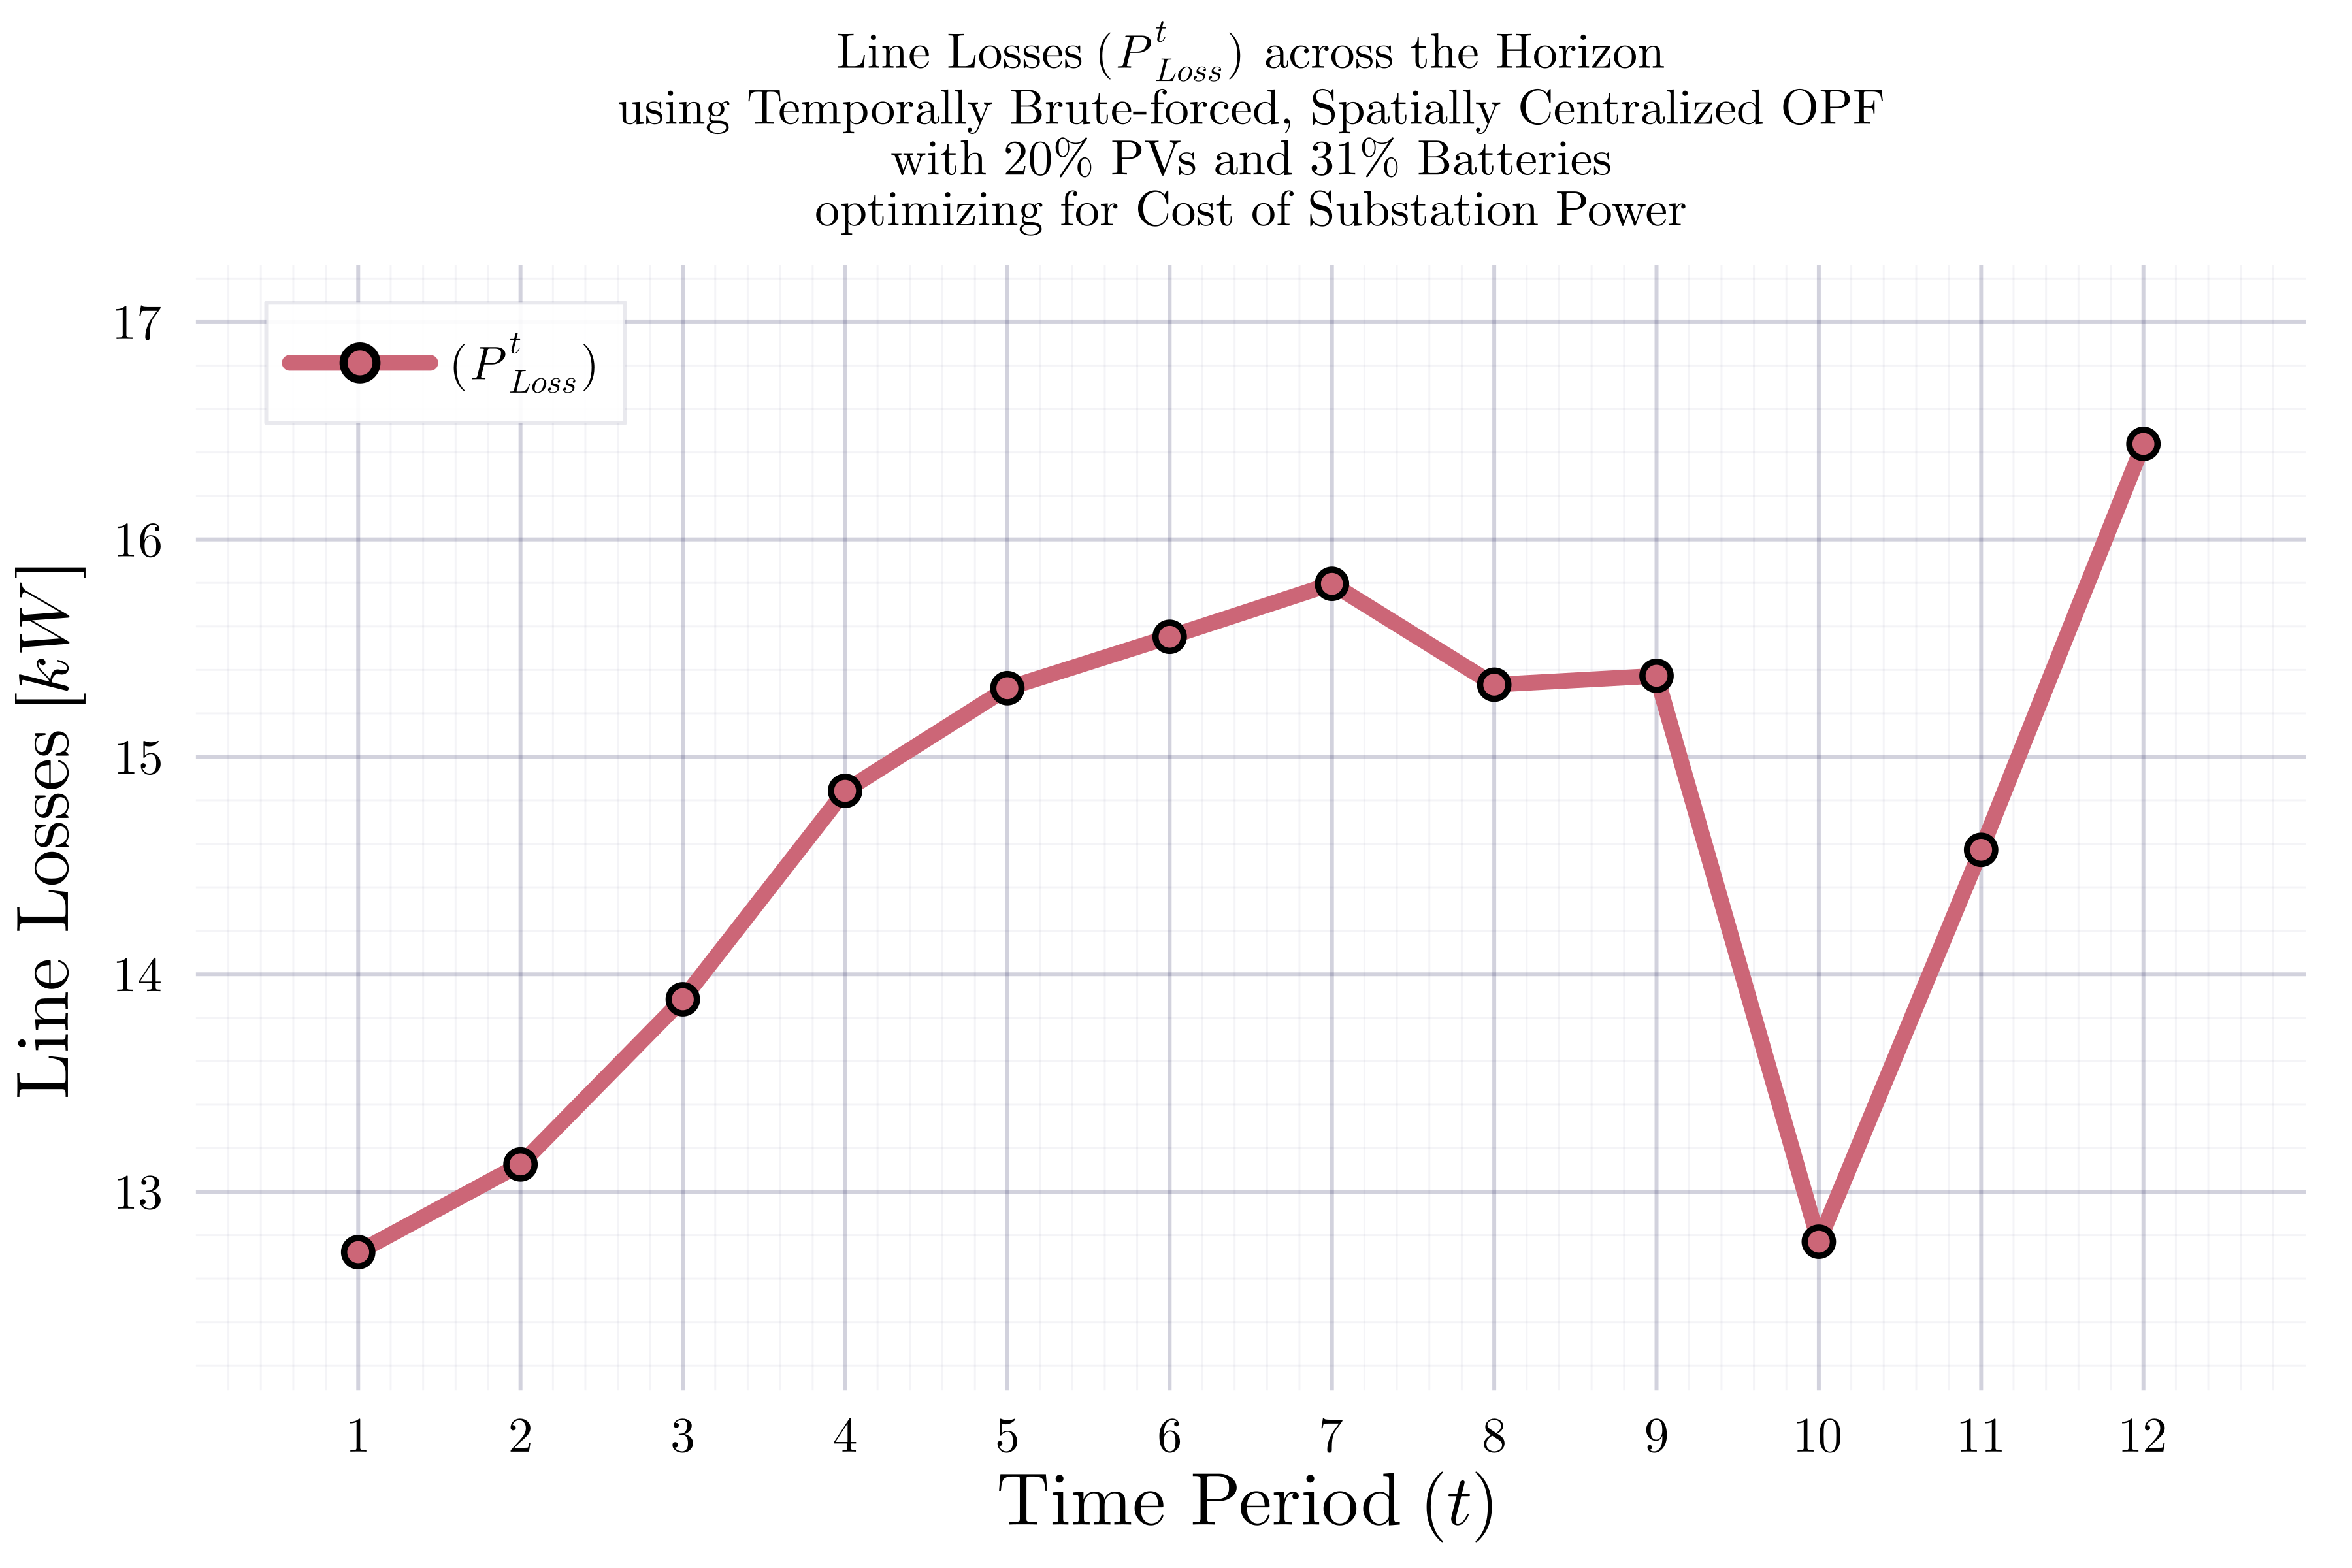 Line Losses (P^t_Loss) across the Horizon
using Temporally Brute-forced, Spatially Centralized OPF
with 20% PVs and 31% Batteries
optimizing for Cost of Substation Power
(P^t_Loss)
Line Losses [kW]
17
16
15
14
13
1 2 3 4 5 6 7 8 9 10 11 12
Time Period (t)